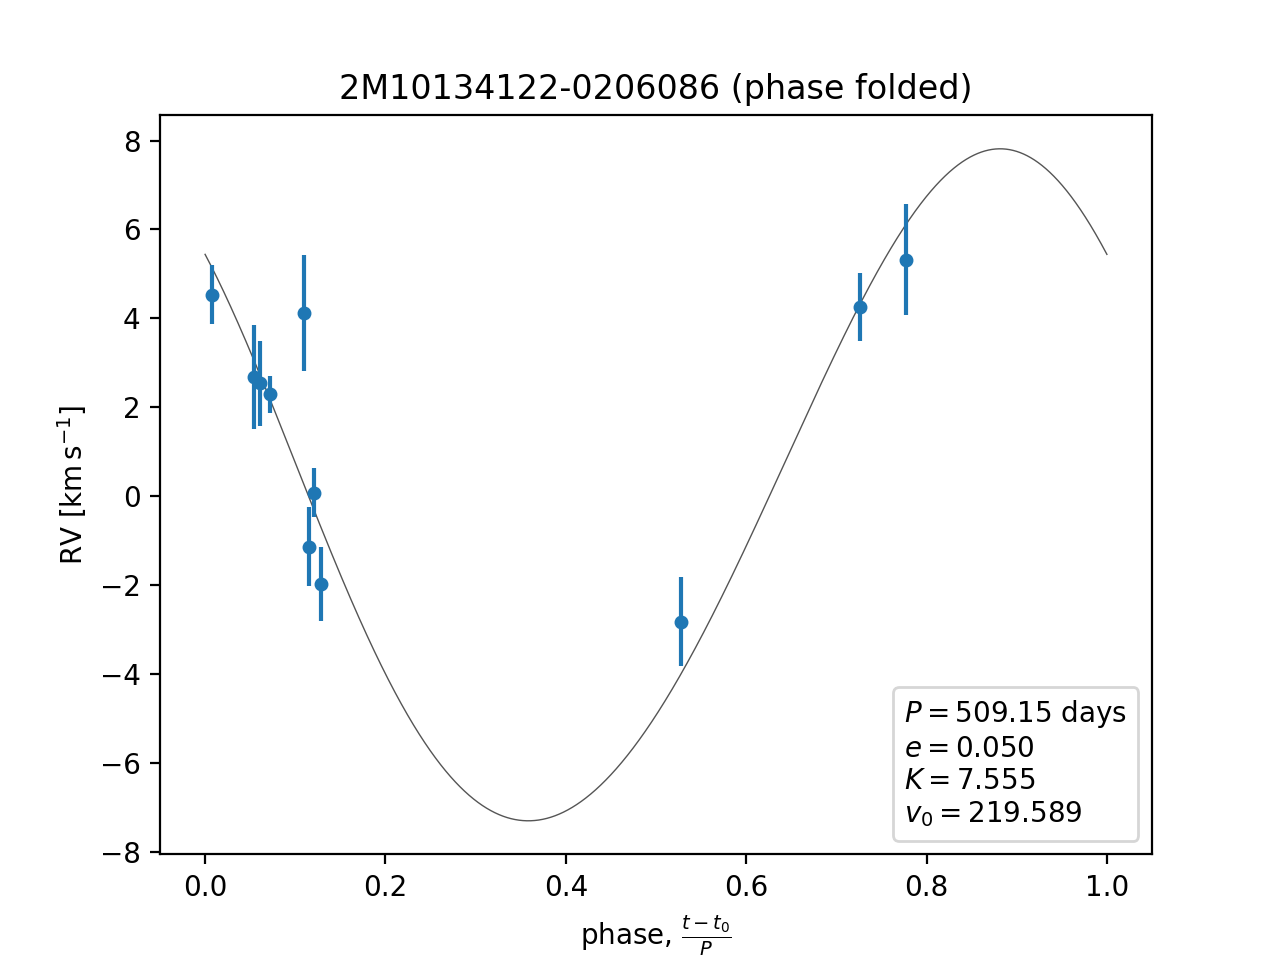 2M10134122-0206086 (phase folded)
8
6
4
2
0
−2
−4
−6
−8
RV [km s⁻¹]
P = 509.15 days
e = 0.050
K = 7.555
v₀ = 219.589
0.0 0.2 0.4 0.6 0.8 1.0
phase, (t − t₀)/P